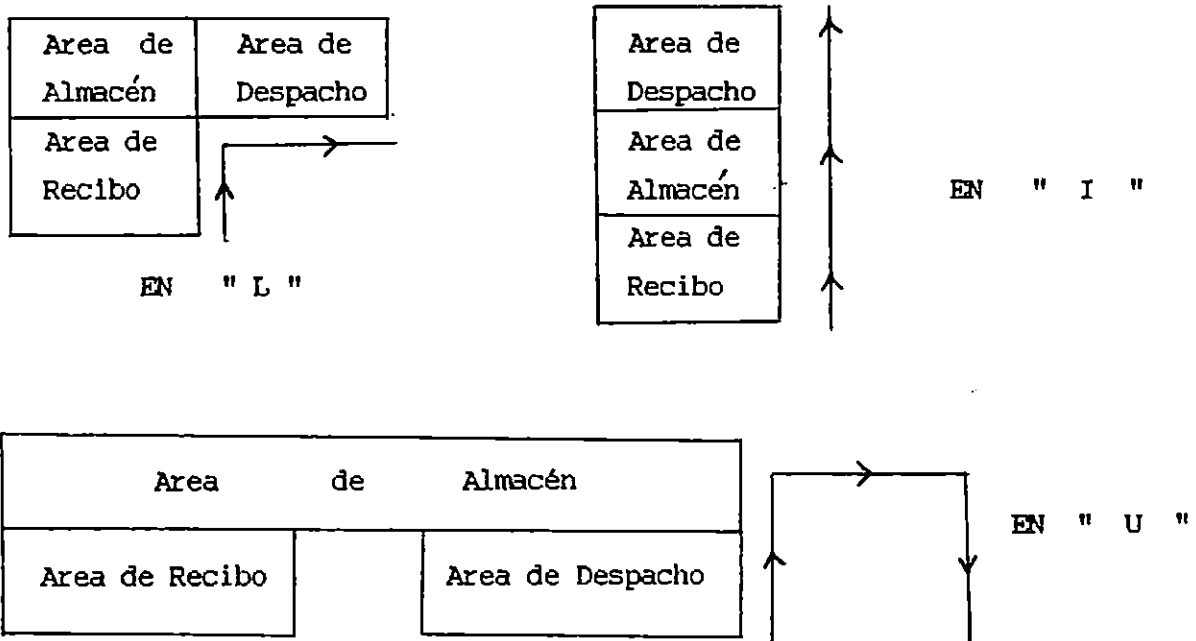 Area de
Almacén
Area de
Despacho
Area de
Recibo
EN " L "
Area de
Despacho
Area de
Almacén
Area de
Recibo
EN " I "
Area de Almacén
Area de Recibo
Area de Despacho
EN " U "